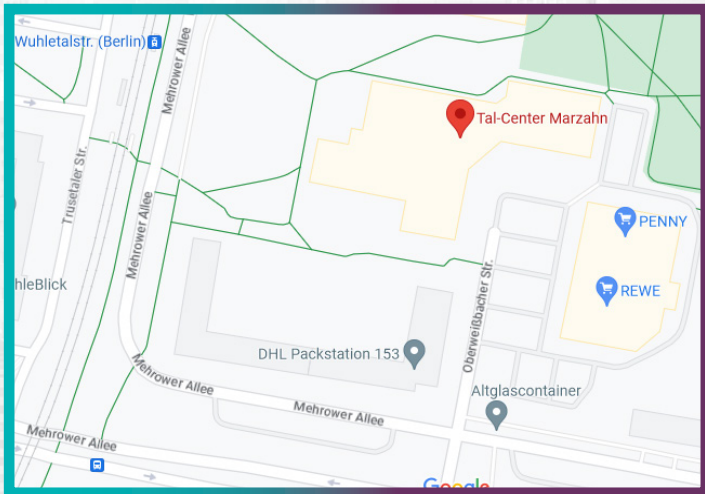 Wuhletalstr. (Berlin)
Mehrower Allee
Tal-Center Marzahn
Trusetaler Str.
Mehrower Allee
PENNY
hleBlick
REWE
Oberweißbacher Str.
DHL Packstation 153
Mehrower Allee
Altglascontainer
Mehrower Allee
Mehrower Allee
Google